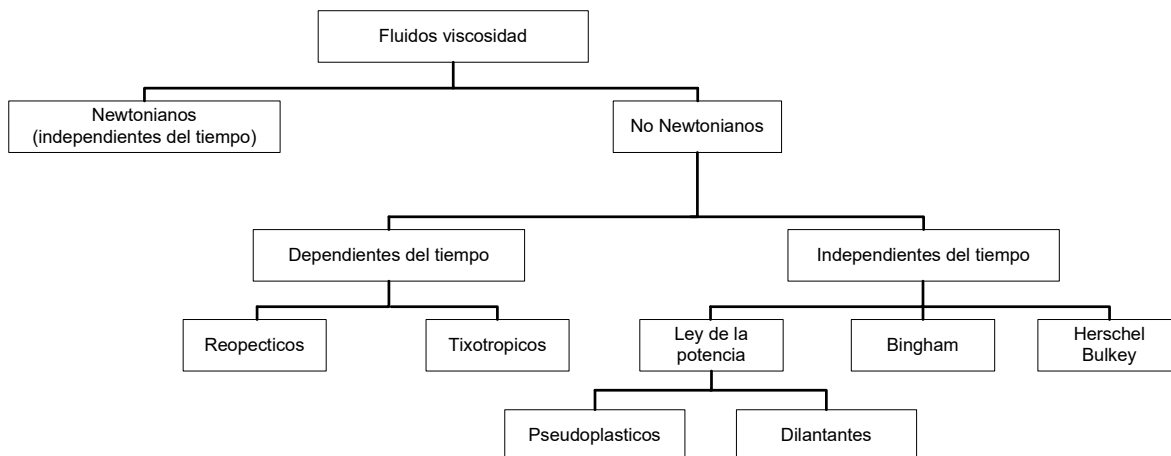 Fluidos viscosidad
Newtonianos
(independientes del tiempo)
No Newtonianos
Dependientes del tiempo
Independientes del tiempo
Reopecticos
Tixotropicos
Ley de la
potencia
Bingham
Herschel
Bulkey
Pseudoplasticos
Dilantantes